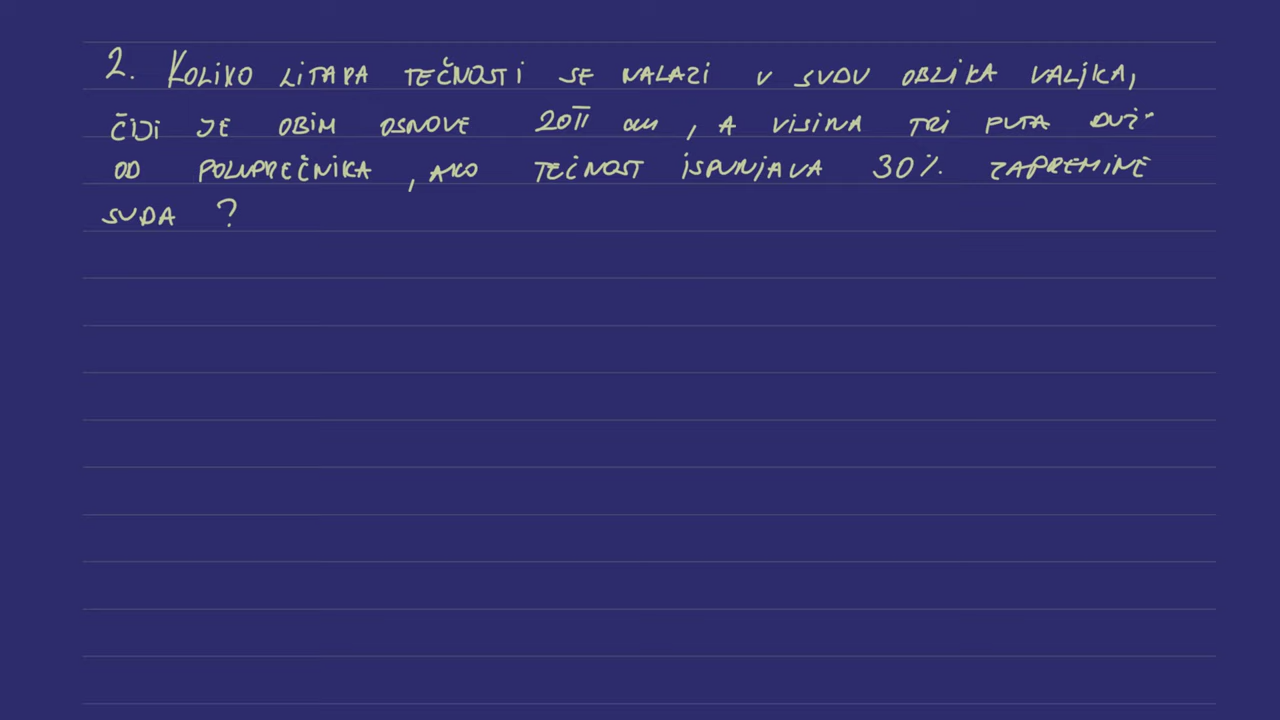 2. KOLIKO LITARA TEČNOSTI SE NALAZI U SUDU OBLIKA VALJKA,
ČIJI JE OBIM OSNOVE 20π cm, A VISINA TRI PUTA
OD POLUPREČNIKA, AKO TEČNOST ISPUNJAVA 30% ZAPREMINE
SUDA ?